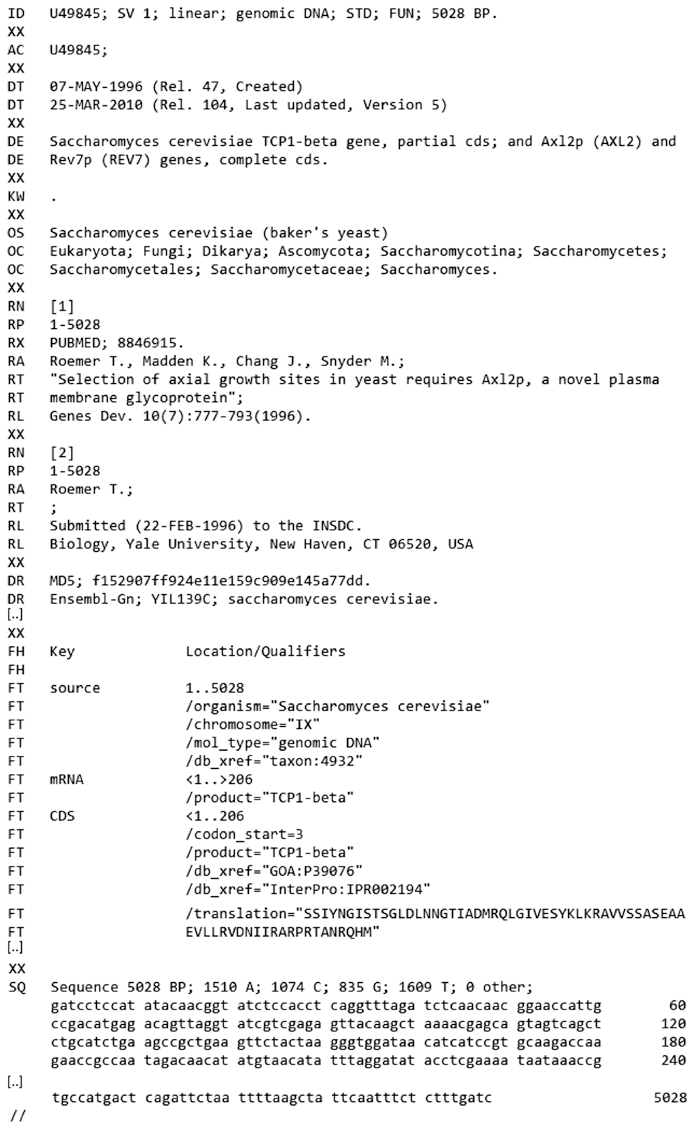 ID   U49845; SV 1; linear; genomic DNA; STD; FUN; 5028 BP.
XX
AC   U49845;
XX
DT   07-MAY-1996 (Rel. 47, Created)
DT   25-MAR-2010 (Rel. 104, Last updated, Version 5)
XX
DE   Saccharomyces cerevisiae TCP1-beta gene, partial cds; and Axl2p (AXL2) and
DE   Rev7p (REV7) genes, complete cds.
XX
KW   .
XX
OS   Saccharomyces cerevisiae (baker's yeast)
OC   Eukaryota; Fungi; Dikarya; Ascomycota; Saccharomycotina; Saccharomycetes;
OC   Saccharomycetales; Saccharomycetaceae; Saccharomyces.
XX
RN   [1]
RP   1-5028
RX   PUBMED; 8846915.
RA   Roemer T., Madden K., Chang J., Snyder M.;
RT   "Selection of axial growth sites in yeast requires Axl2p, a novel plasma
RT   membrane glycoprotein";
RL   Genes Dev. 10(7):777-793(1996).
XX
RN   [2]
RP   1-5028
RA   Roemer T.;
RT   ;
RL   Submitted (22-FEB-1996) to the INSDC.
RL   Biology, Yale University, New Haven, CT 06520, USA
XX
DR   MD5; f152907ff924e11e159c909e145a77dd.
DR   Ensembl-Gn; YIL139C; saccharomyces cerevisiae.
[..]
XX
FH   Key             Location/Qualifiers
FH
FT   source          1..5028
FT                   /organism="Saccharomyces cerevisiae"
FT                   /chromosome="IX"
FT                   /mol_type="genomic DNA"
FT                   /db_xref="taxon:4932"
FT   mRNA            <1..>206
FT                   /product="TCP1-beta"
FT   CDS             <1..206
FT                   /codon_start=3
FT                   /product="TCP1-beta"
FT                   /db_xref="GOA:P39076"
FT                   /db_xref="InterPro:IPR002194"
FT                   /translation="SSIYNGISTSGLDLNNGTIADMRQLGIVESYKLKRAVVSSASEAA
FT                   EVLLRVDNIIRARPRTANRQHM"
[..]
XX
SQ   Sequence 5028 BP; 1510 A; 1074 C; 835 G; 1609 T; 0 other;
     gatcctccat atacaacggt atctccacct caggtttaga tctcaacaac ggaaccattg        60
     ccgacatgag acagttaggt atcgtcgaga gttacaagct aaaacgagca gtagtcagct       120
     ctgcatctga agccgctgaa gttctactaa gggtggataa catcatccgt gcaagaccaa       180
     gaaccgccaa tagacaacat atgtaacata tttaggatat acctcgaaaa taataaaccg       240
[..]
     tgccatgact cagattctaa ttttaagcta ttcaatttct ctttgatc                    5028
//